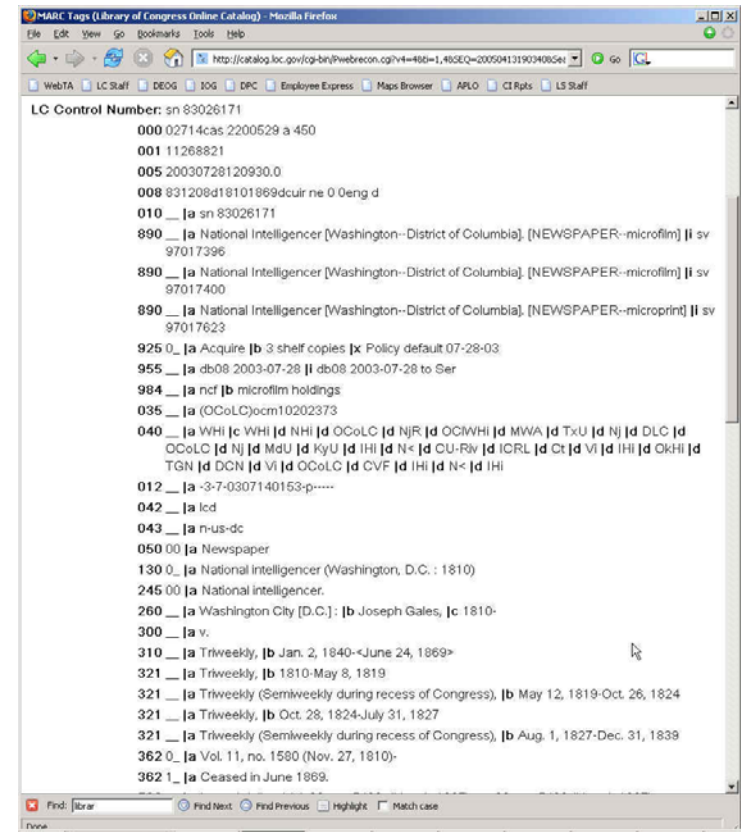 MARC Tags (Library of Congress Online Catalog) - Mozilla Firefox
File Edit View Go Bookmarks Tools Help
http://catalog.loc.gov/cgi-bin/Pwebrecon.cgi?v4=48ti=1,48SEQ=20050413190340&Se Go
WebTA LC Staff DEOG IOG DPC Employee Express Maps Browser APLO CI Rpts LS Staff
LC Control Number: sn 83026171
000 02714cas 2200529 a 450
001 11268821
005 20030728120930.0
008 831208d18101869dcuir ne 0 0eng d
010 __ |a sn 83026171
890 __ |a National Intelligencer [Washington--District of Columbia]. [NEWSPAPER--microfilm] |i sv
97017396
890 __ |a National Intelligencer [Washington--District of Columbia]. [NEWSPAPER--microfilm] |i sv
97017400
890 __ |a National Intelligencer [Washington--District of Columbia]. [NEWSPAPER--microprint] |i sv
97017623
925 0_ |a Acquire |b 3 shelf copies |x Policy default 07-28-03
955 __ |a db08 2003-07-28 |i db08 2003-07-28 to Ser
984 __ |a ncf |b microfilm holdings
035 __ |a (OCoLC)ocm10202373
040 __ |a WHi |c WHi |d NHi |d OCoLC |d NjR |d OClWHi |d MWA |d TxU |d Nj |d DLC |d
OCoLC |d Nj |d MdU |d KyU |d IHi |d N< |d CU-Riv |d ICRL |d Ct |d Vi |d IHi |d OkHi |d
TGN |d DCN |d Vi |d OCoLC |d CVF |d IHi |d N< |d IHi
012 __ |a -3-7-0307140153-p-----
042 __ |a lcd
043 __ |a n-us-dc
050 00 |a Newspaper
130 0_ |a National intelligencer (Washington, D.C. : 1810)
245 00 |a National intelligencer.
260 __ |a Washington City [D.C.] : |b Joseph Gales, |c 1810-
300 __ |a v.
310 __ |a Triweekly, |b Jan. 2, 1840-<June 24, 1869>
321 __ |a Triweekly, |b 1810-May 8, 1819
321 __ |a Triweekly (Semiweekly during recess of Congress), |b May 12, 1819-Oct. 26, 1824
321 __ |a Triweekly, |b Oct. 28, 1824-July 31, 1827
321 __ |a Triweekly (Semiweekly during recess of Congress), |b Aug. 1, 1827-Dec. 31, 1839
362 0_ |a Vol. 11, no. 1580 (Nov. 27, 1810)-
362 1_ |a Ceased in June 1869.
Find: librar Find Next Find Previous Highlight Match case
Done